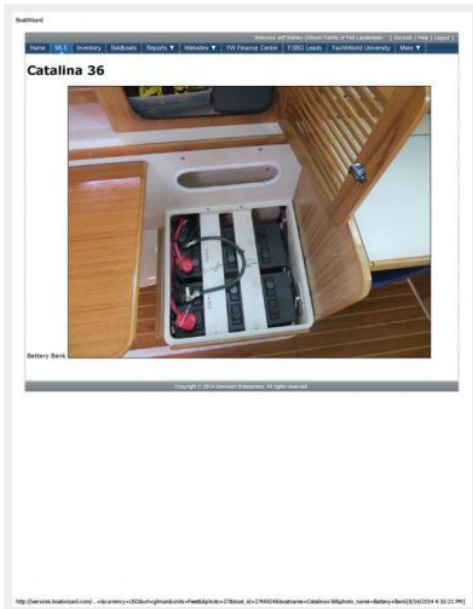 BoatWizard
Welcome Jeff Stanley (Gilman Yachts of Fort Lauderdale) | Account | Help | Logout |
Home MLS Inventory Soldboats Reports ▼ Websites ▼ YW Finance Center FSBO Leads YachtWorld University More ▼
Catalina 36
Battery Bank
Copyright © 2014 Dominion Enterprises. All rights reserved.